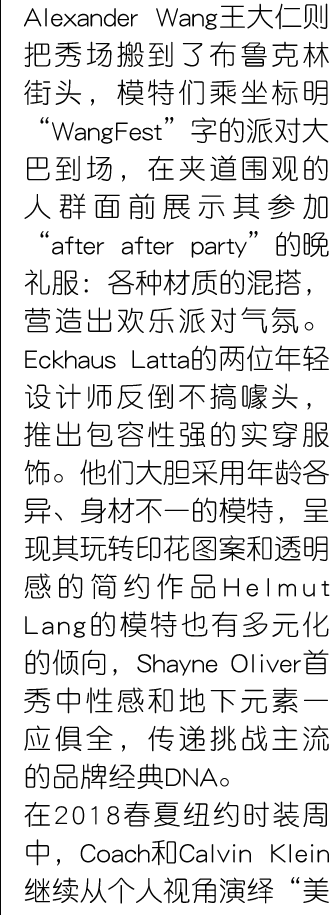 Alexander Wang王大仁则
把秀场搬到了布鲁克林
街头，模特们乘坐标明
“WangFest”字的派对大
巴到场，在夹道围观的
人群面前展示其参加
“after after party”的晚
礼服：各种材质的混搭，
营造出欢乐派对气氛。
Eckhaus Latta的两位年轻
设计师反倒不搞噱头，
推出包容性强的实穿服
饰。他们大胆采用年龄各
异、身材不一的模特，呈
现其玩转印花图案和透明
感的简约作品Helmut
Lang的模特也有多元化
的倾向，Shayne Oliver首
秀中性感和地下元素一
应俱全，传递挑战主流
的品牌经典DNA。
在2018春夏纽约时装周
中，Coach和Calvin Klein
继续从个人视角演绎“美